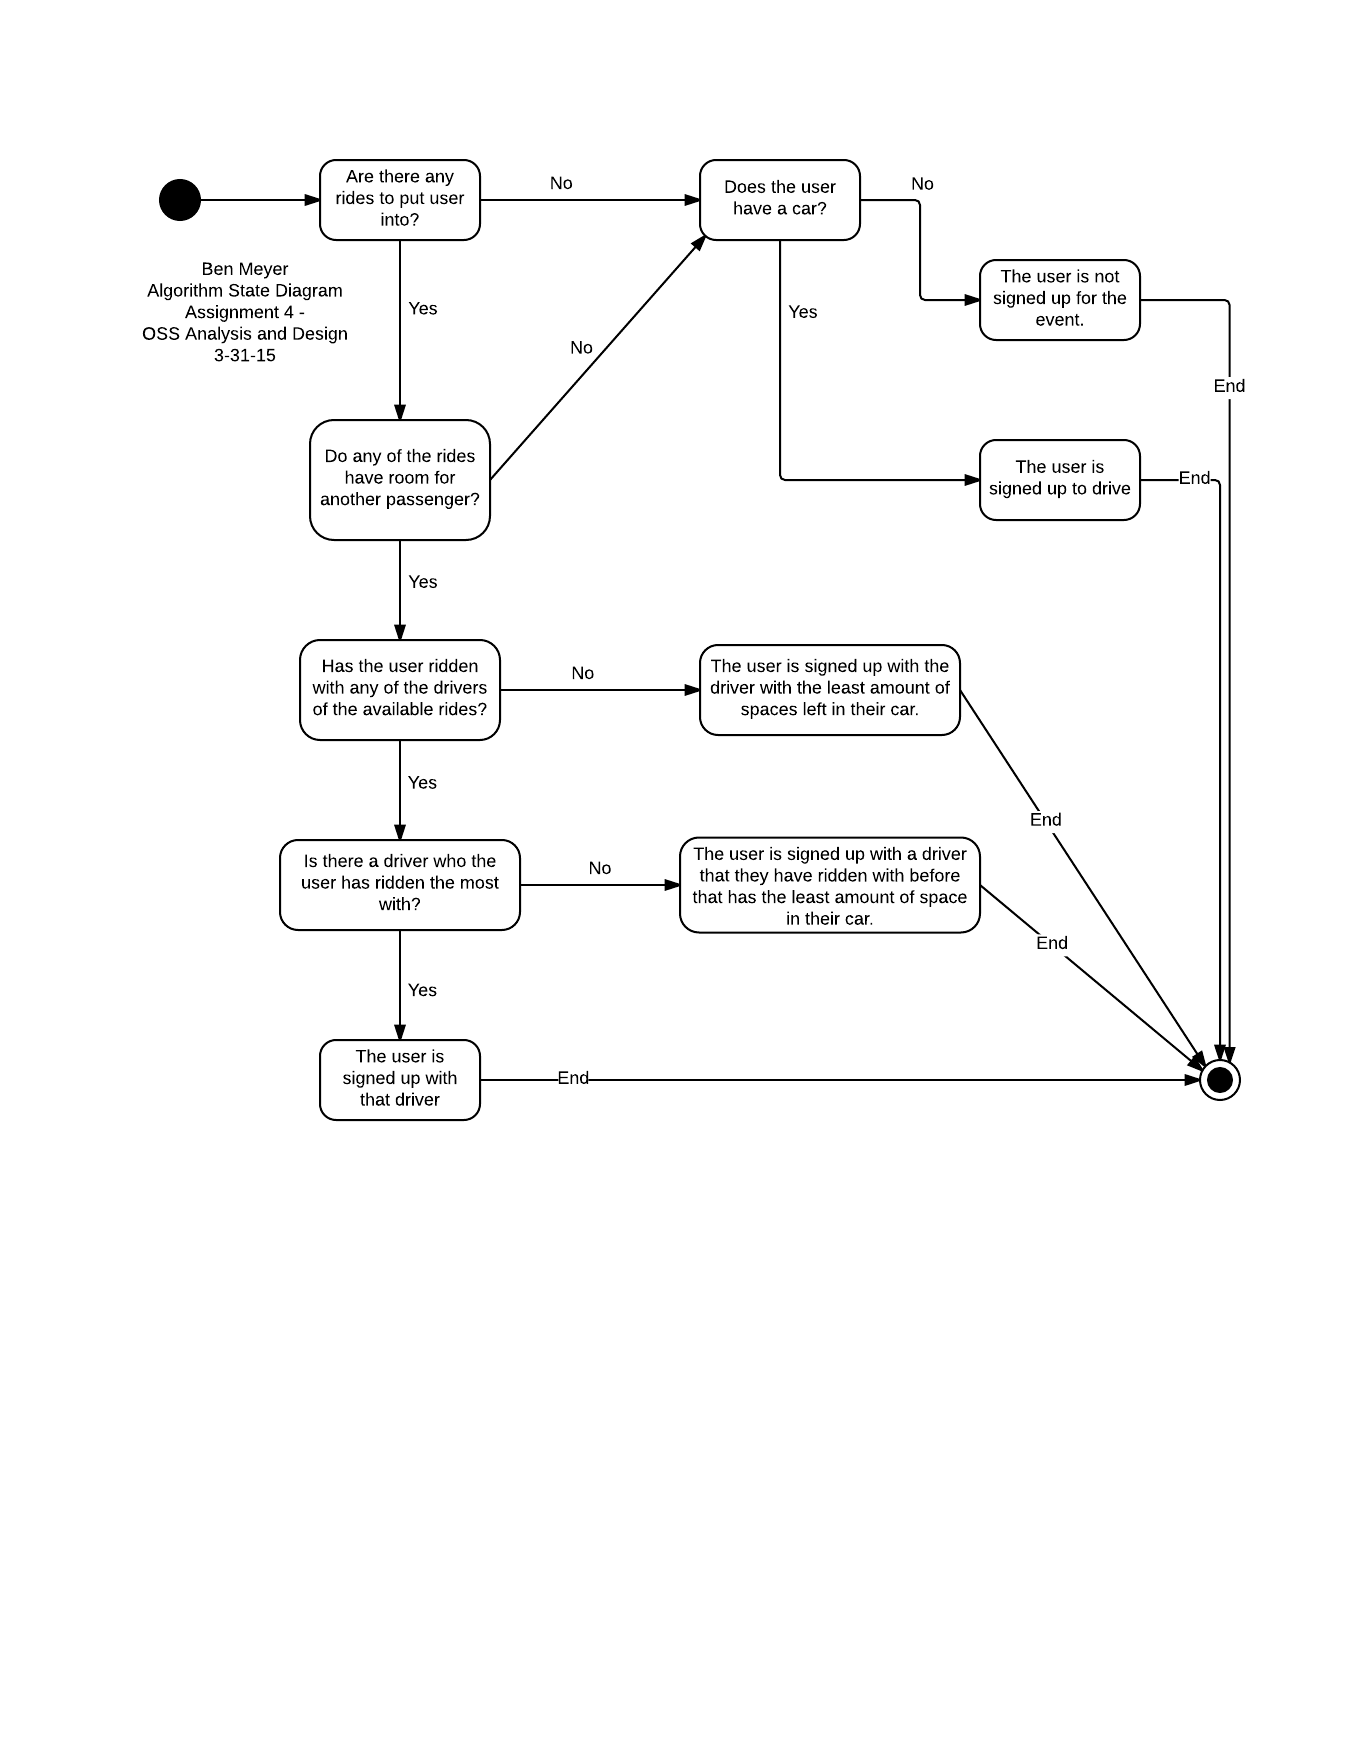 Are there any
rides to put user
into?
No
Does the user
have a car?
No
Ben Meyer
Algorithm State Diagram
Assignment 4 -
OSS Analysis and Design
3-31-15
Yes
No
Yes
The user is not
signed up for the
event.
End
Do any of the rides
have room for
another passenger?
The user is
signed up to drive
End
Yes
Has the user ridden
with any of the drivers
of the available rides?
No
The user is signed up with the
driver with the least amount of
spaces left in their car.
End
Yes
Is there a driver who the
user has ridden the most
with?
No
The user is signed up with a driver
that they have ridden with before
that has the least amount of space
in their car.
End
Yes
The user is
signed up with
that driver
End